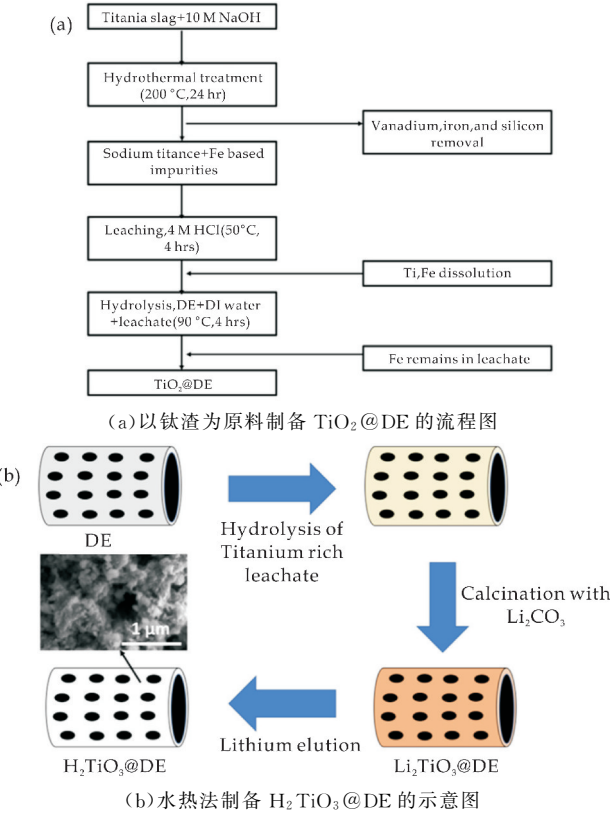 (a)
Titania slag+10 M NaOH
Hydrothermal treatment
(200 °C,24 hr)
Vanadium,iron,and silicon
removal
Sodium titance+Fe based
impurities
Leaching,4 M HCl(50°C,
4 hrs)
Ti,Fe dissolution
Hydrolysis,DE+DI water
+leachate(90 °C,4 hrs)
Fe remains in leachate
TiO₂@DE
(a)以钛渣为原料制备 TiO₂@DE 的流程图
(b)
DE
Hydrolysis of
Titanium rich
leachate
Calcination with
Li₂CO₃
1 μm
Lithium elution
H₂TiO₃@DE
Li₂TiO₃@DE
(b)水热法制备 H₂TiO₃@DE 的示意图